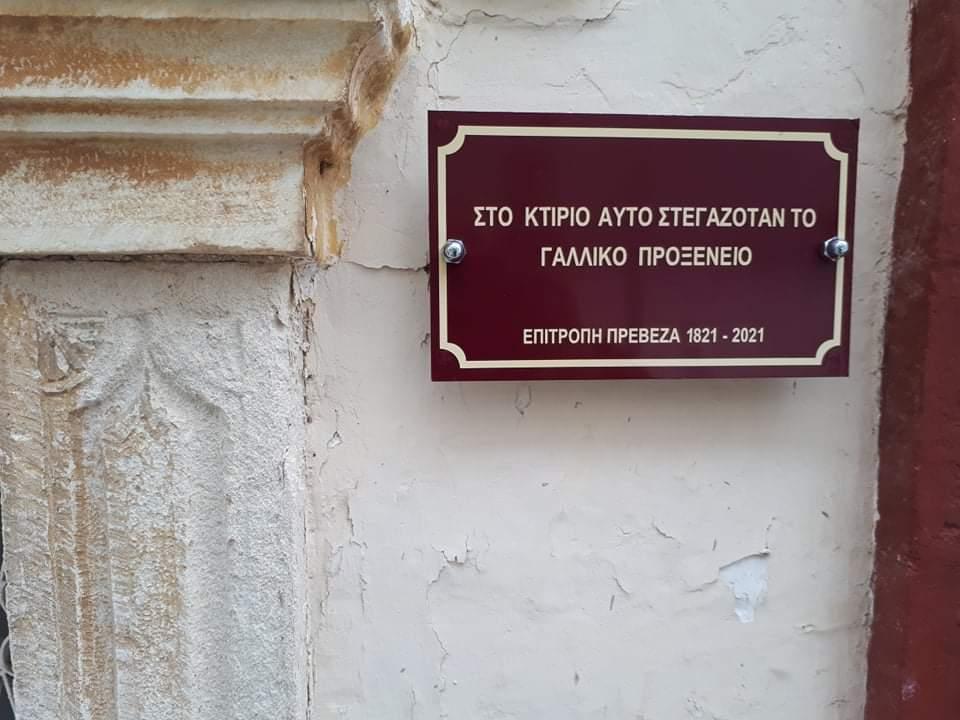 ΣΤΟ ΚΤΙΡΙΟ ΑΥΤΟ ΣΤΕΓΑΖΟΤΑΝ ΤΟ
ΓΑΛΛΙΚΟ ΠΡΟΞΕΝΕΙΟ
ΕΠΙΤΡΟΠΗ ΠΡΕΒΕΖΑ 1821 - 2021